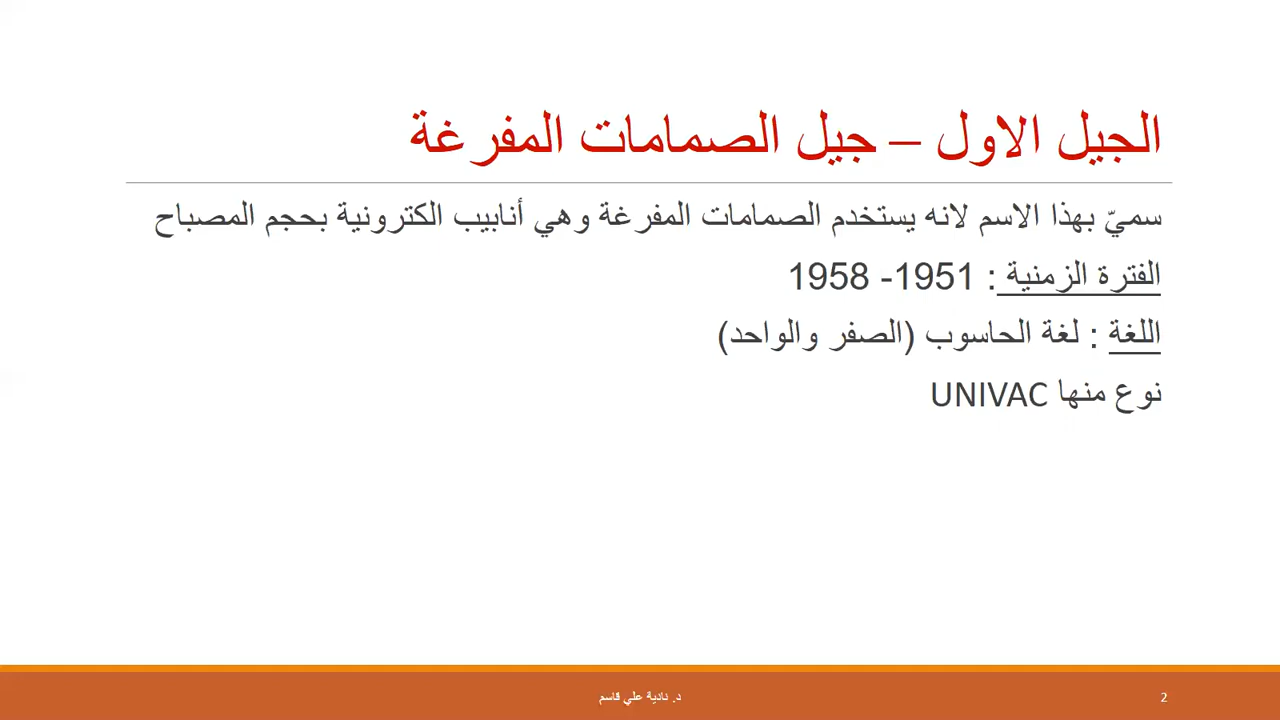 الجيل الاول – جيل الصمامات المفرغة
سميّ بهذا الاسم لانه يستخدم الصمامات المفرغة وهي أنابيب الكترونية بحجم المصباح
الفترة الزمنية : 1951- 1958
اللغة : لغة الحاسوب (الصفر والواحد)
نوع منها UNIVAC
د. نادية علي قاسم
2